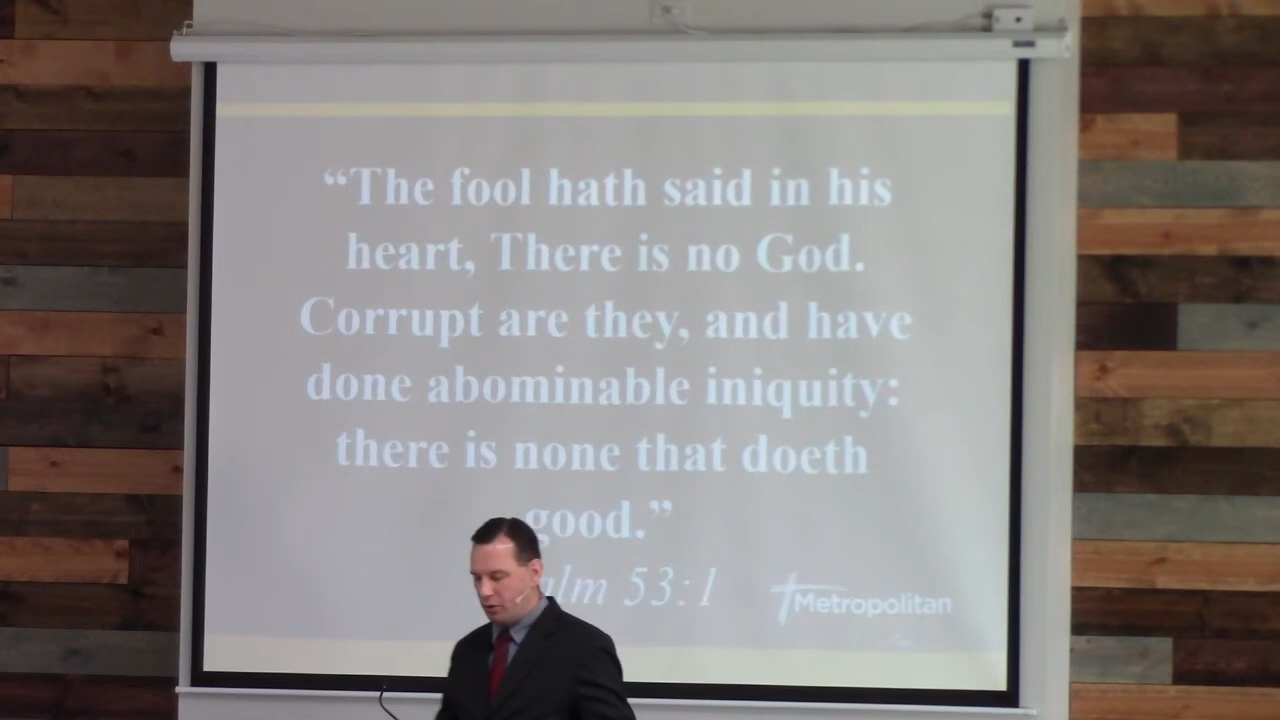 “The fool hath said in his
heart, There is no God.
Corrupt are they, and have
done abominable iniquity:
there is none that doeth
good.”
53:1
Metropolitan